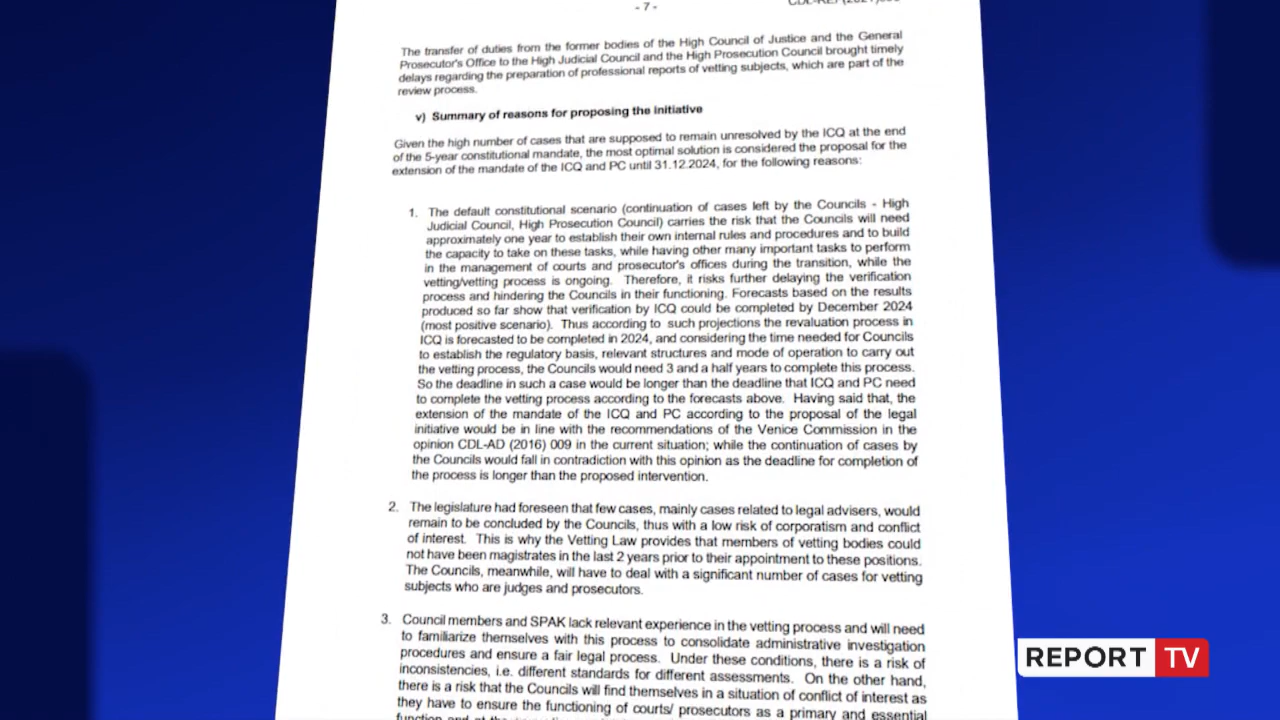 - 7 -
The transfer of duties from the former bodies of the High Council of Justice and the General
Prosecutor's Office to the High Judicial Council and the High Prosecution Council brought timely
delays regarding the preparation of professional reports of vetting subjects, which are part of the
review process.
v) Summary of reasons for proposing the initiative
Given the high number of cases that are supposed to remain unresolved by the ICQ at the end
of the 5-year constitutional mandate, the most optimal solution is considered the proposal for the
extension of the mandate of the ICQ and PC until 31.12.2024, for the following reasons:
1. The default constitutional scenario (continuation of cases left by the Councils - High
Judicial Council, High Prosecution Council) carries the risk that the Councils will need
approximately one year to establish their own internal rules and procedures and to build
the capacity to take on these tasks, while having other many important tasks to perform
in the management of courts and prosecutor's offices during the transition, while the
vetting/vetting process is ongoing. Therefore, it risks further delaying the verification
process and hindering the Councils in their functioning. Forecasts based on the results
produced so far show that verification by ICQ could be completed by December 2024
(most positive scenario). Thus according to such projections the revaluation process in
ICQ is forecasted to be completed in 2024, and considering the time needed for Councils
to establish the regulatory basis, relevant structures and mode of operation to carry out
the vetting process, the Councils would need 3 and a half years to complete this process.
So the deadline in such a case would be longer than the deadline that ICQ and PC need
to complete the vetting process according to the forecasts above. Having said that, the
extension of the mandate of the ICQ and PC according to the proposal of the legal
initiative would be in line with the recommendations of the Venice Commission in the
opinion CDL-AD (2016) 009 in the current situation; while the continuation of cases by
the Councils would fall in contradiction with this opinion as the deadline for completion of
the process is longer than the proposed intervention.
2. The legislature had foreseen that few cases, mainly cases related to legal advisers, would
remain to be concluded by the Councils, thus with a low risk of corporatism and conflict
of interest. This is why the Vetting Law provides that members of vetting bodies could
not have been magistrates in the last 2 years prior to their appointment to these positions.
The Councils, meanwhile, will have to deal with a significant number of cases for vetting
subjects who are judges and prosecutors.
3. Council members and SPAK lack relevant experience in the vetting process and will need
to familiarize themselves with this process to consolidate administrative investigation
procedures and ensure a fair legal process. Under these conditions, there is a risk of
inconsistencies, i.e. different standards for different assessments. On the other hand,
there is a risk that the Councils will find themselves in a situation of conflict of interest as
they have to ensure the functioning of courts/ prosecutors as a primary and essential
REPORT TV